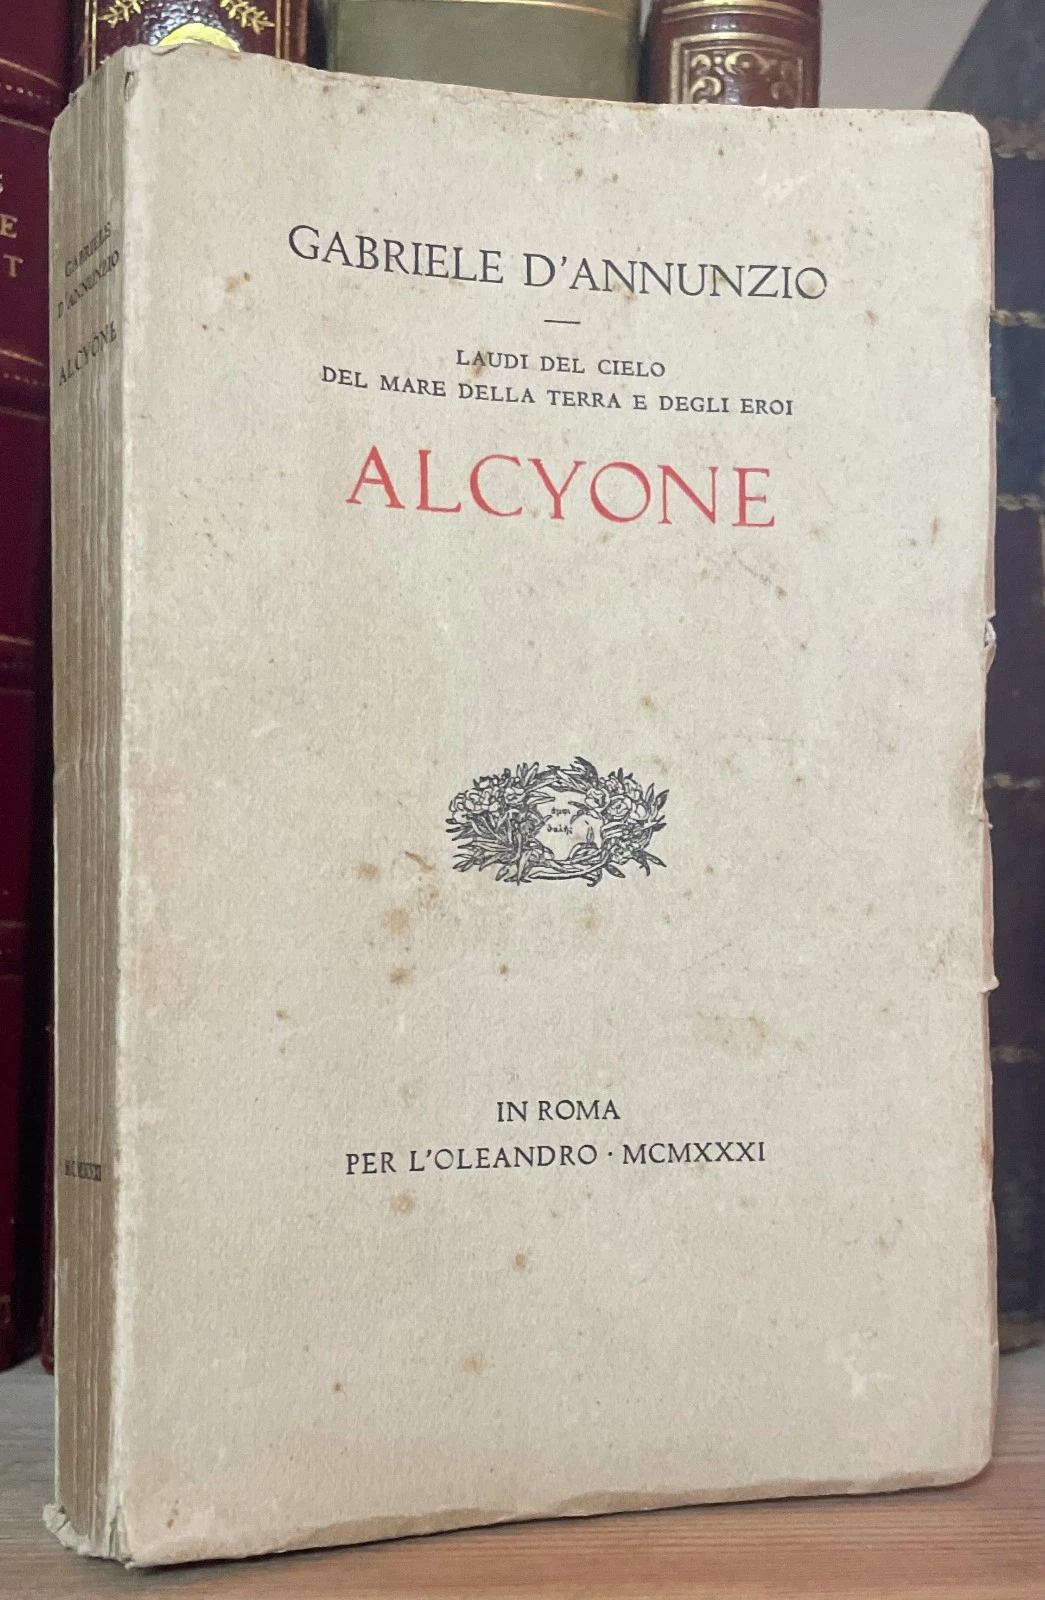 GABRIELE D'ANNUNZIO
LAUDI DEL CIELO
DEL MARE DELLA TERRA E DEGLI EROI
ALCYONE
IN ROMA
PER L'OLEANDRO · MCMXXXI
GABRIELE
D'ANNUNZIO
ALCYONE
MCMXXXI
S
E
T